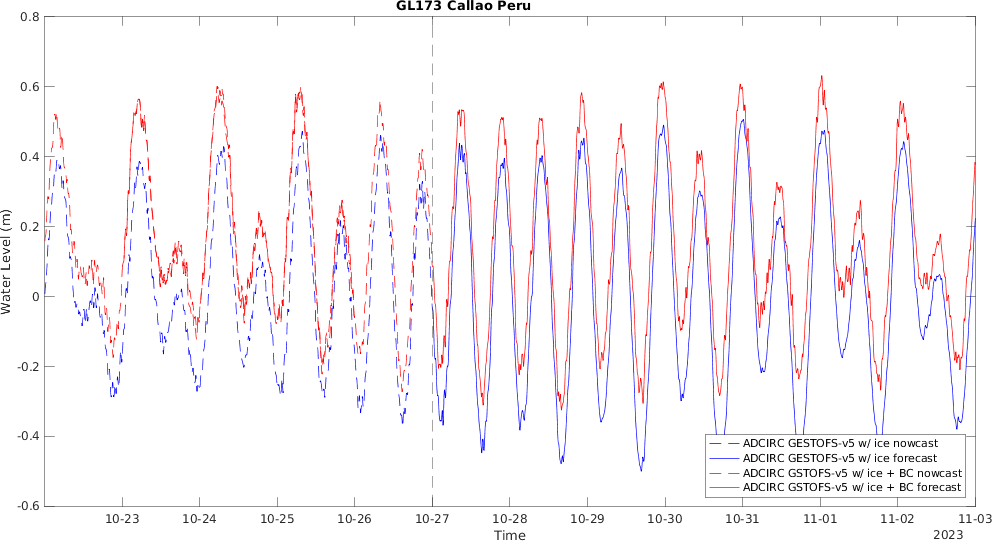 GL173 Callao Peru
Water Level (m)
0.8
0.6
0.4
0.2
0
-0.2
-0.4
-0.6
ADCIRC GESTOFS-v5 w/ ice nowcast
ADCIRC GESTOFS-v5 w/ ice forecast
ADCIRC GSTOFS-v5 w/ ice + BC nowcast
ADCIRC GSTOFS-v5 w/ ice + BC forecast
10-23 10-24 10-25 10-26 10-27 10-28 10-29 10-30 10-31 11-01 11-02 11-03
Time
2023